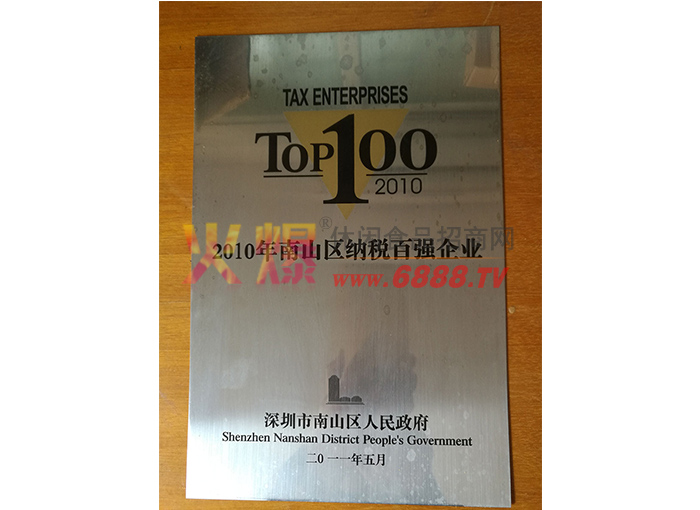 TAX ENTERPRISES
TOP100
2010
火爆®休闲食品招商网
2010年南山区纳税百强企业
www.6888.TV
深圳市南山区人民政府
Shenzhen Nanshan District People's Government
二0一一年五月